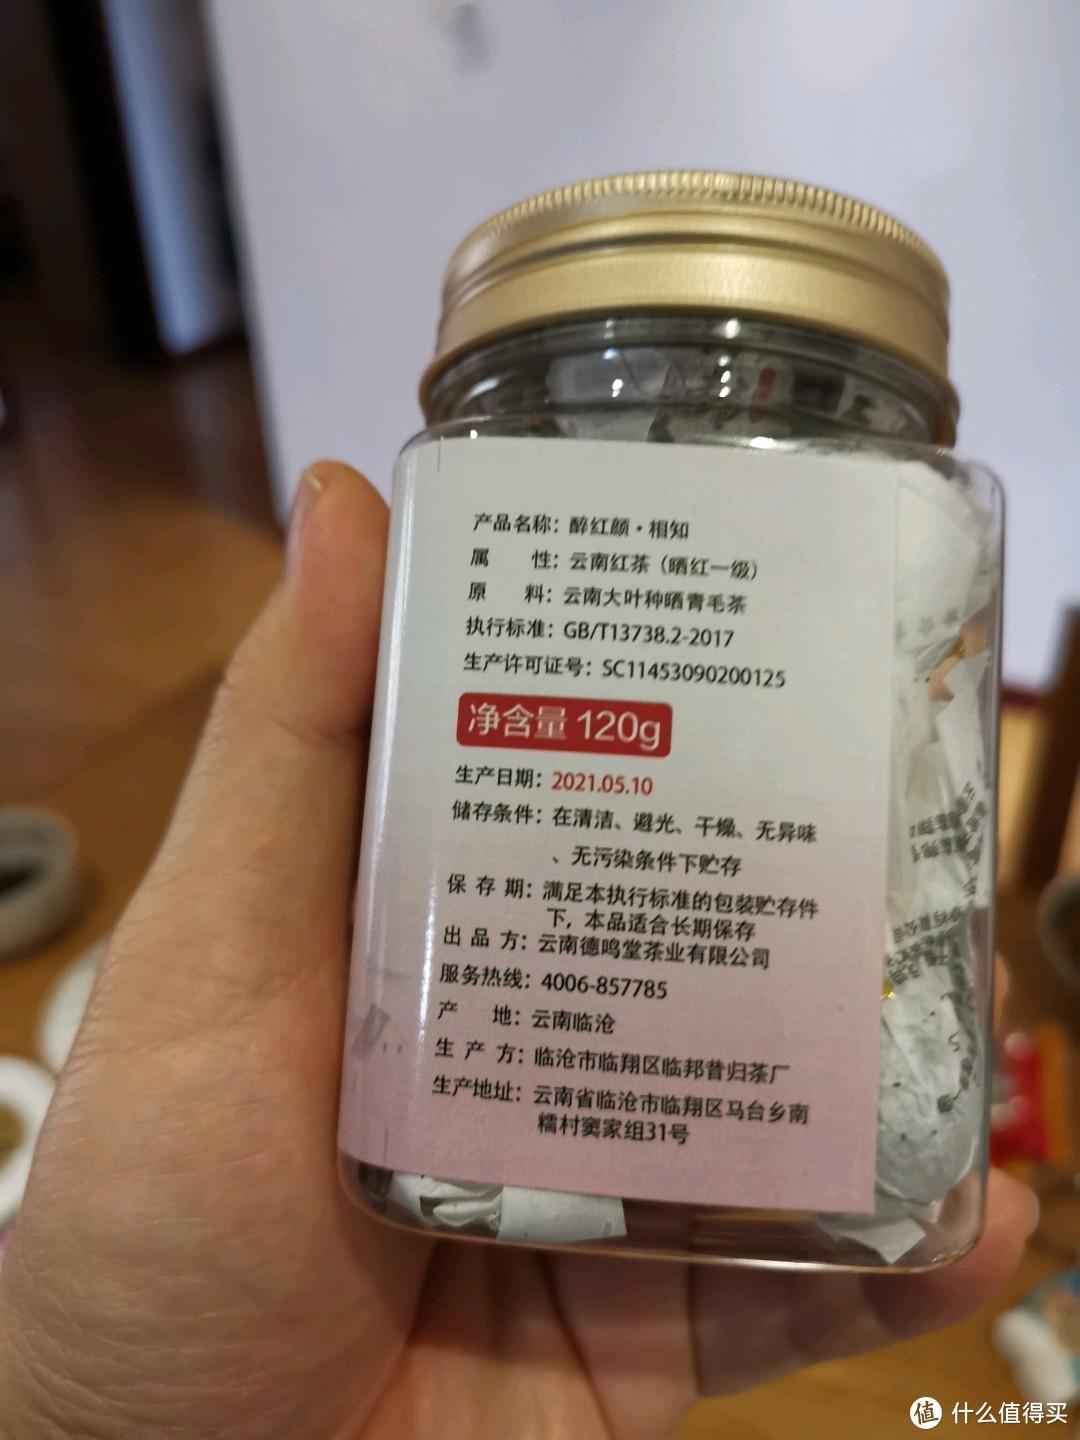 产品名称：醉红颜·相知
属 性：云南红茶（晒红一级）
原 料：云南大叶种晒青毛茶
执行标准：GB/T13738.2-2017
生产许可证号：SC11453090200125
净含量 120g
生产日期：2021.05.10
储存条件：在清洁、避光、干燥、无异味
、无污染条件下贮存
保 存 期：满足本执行标准的包装贮存件
下，本品适合长期保存
出 品 方：云南德鸣堂茶业有限公司
服务热线：4006-857785
产 地：云南临沧
生 产 方：临沧市临翔区临邦昔归茶厂
生产地址：云南省临沧市临翔区马台乡南
糯村窦家组31号
值 什么值得买